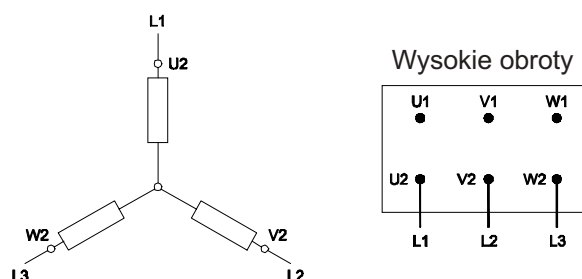 L1
U2
W2
V2
L3
L2
Wysokie obroty
U1 V1 W1
U2 V2 W2
L1 L2 L3